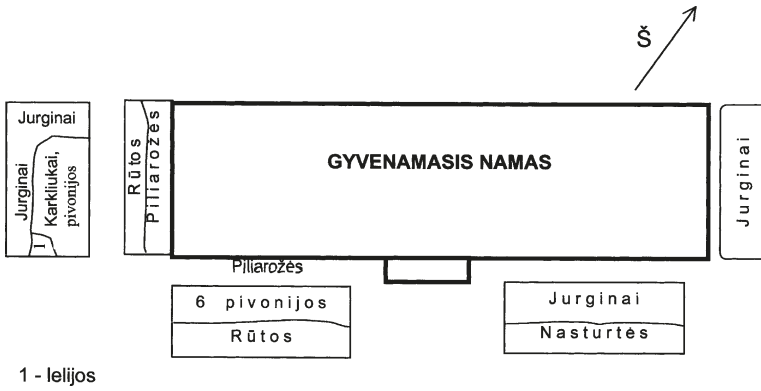 Š
Jurginai
Jurginai
Karkliukai,
pivonijos
1
Rūtos
Piliarožės
GYVENAMASIS NAMAS
Jurginai
Piliarožės
6 pivonijos
Rūtos
Jurginai
Nasturtės
1 - lelijos